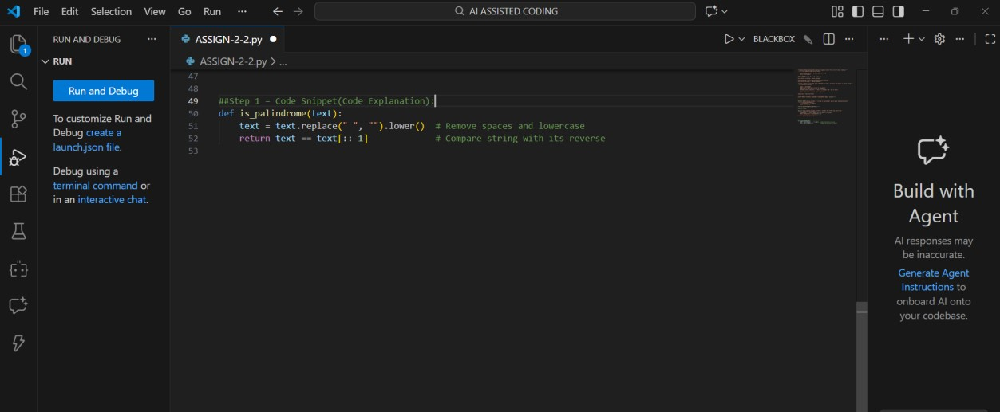 File Edit Selection View Go Run ··· AI ASSISTED CODING
RUN AND DEBUG ···
RUN
Run and Debug
To customize Run and
Debug create a
launch.json file.
Debug using a
terminal command or
in an interactive chat.
1
ASSIGN-2-2.py
BLACKBOX
ASSIGN-2-2.py > ...
47
48
49 ##Step 1 – Code Snippet(Code Explanation):
50 def is_palindrome(text):
51 text = text.replace(" ", "").lower() # Remove spaces and lowercase
52 return text == text[::-1] # Compare string with its reverse
53
Build with
Agent
AI responses may
be inaccurate.
Generate Agent
Instructions to
onboard AI onto
your codebase.